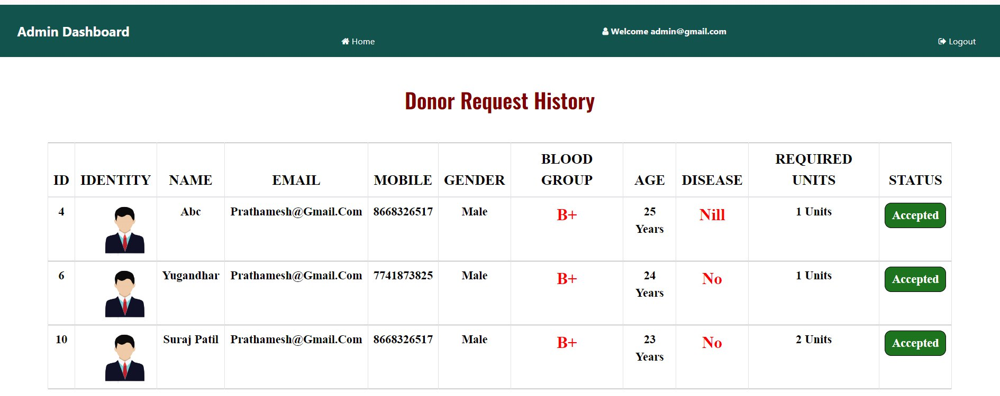 Admin Dashboard
Home
Welcome admin@gmail.com
Logout
Donor Request History
ID IDENTITY NAME EMAIL MOBILE GENDER BLOOD GROUP AGE DISEASE REQUIRED UNITS STATUS
4 Abc Prathamesh@Gmail.Com 8668326517 Male B+ 25 Years Nill 1 Units Accepted
6 Yugandhar Prathamesh@Gmail.Com 7741873825 Male B+ 24 Years No 1 Units Accepted
10 Suraj Patil Prathamesh@Gmail.Com 8668326517 Male B+ 23 Years No 2 Units Accepted